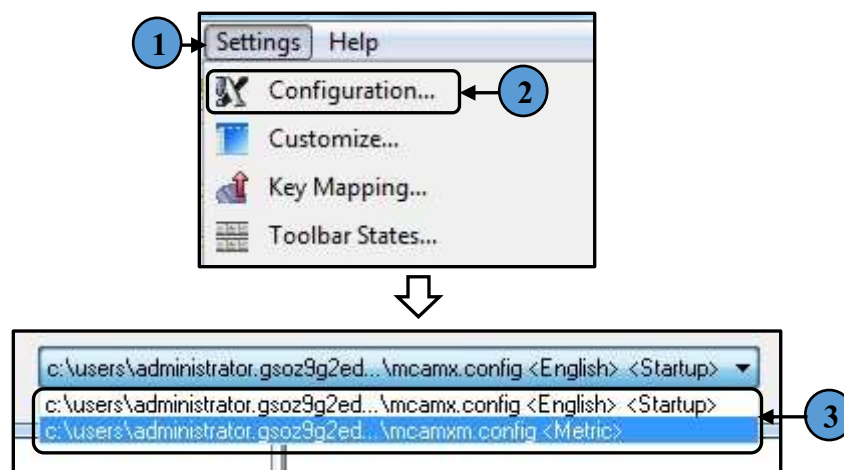 1 Settings Help
Configuration... 2
Customize...
Key Mapping...
Toolbar States...
c:\users\administrator.gsoz9g2ed...\mcamx.config <English> <Startup>
c:\users\administrator.gsoz9g2ed...\mcamx.config <English> <Startup> 3
c:\users\administrator.gsoz9g2ed...\mcamxm.config <Metric>